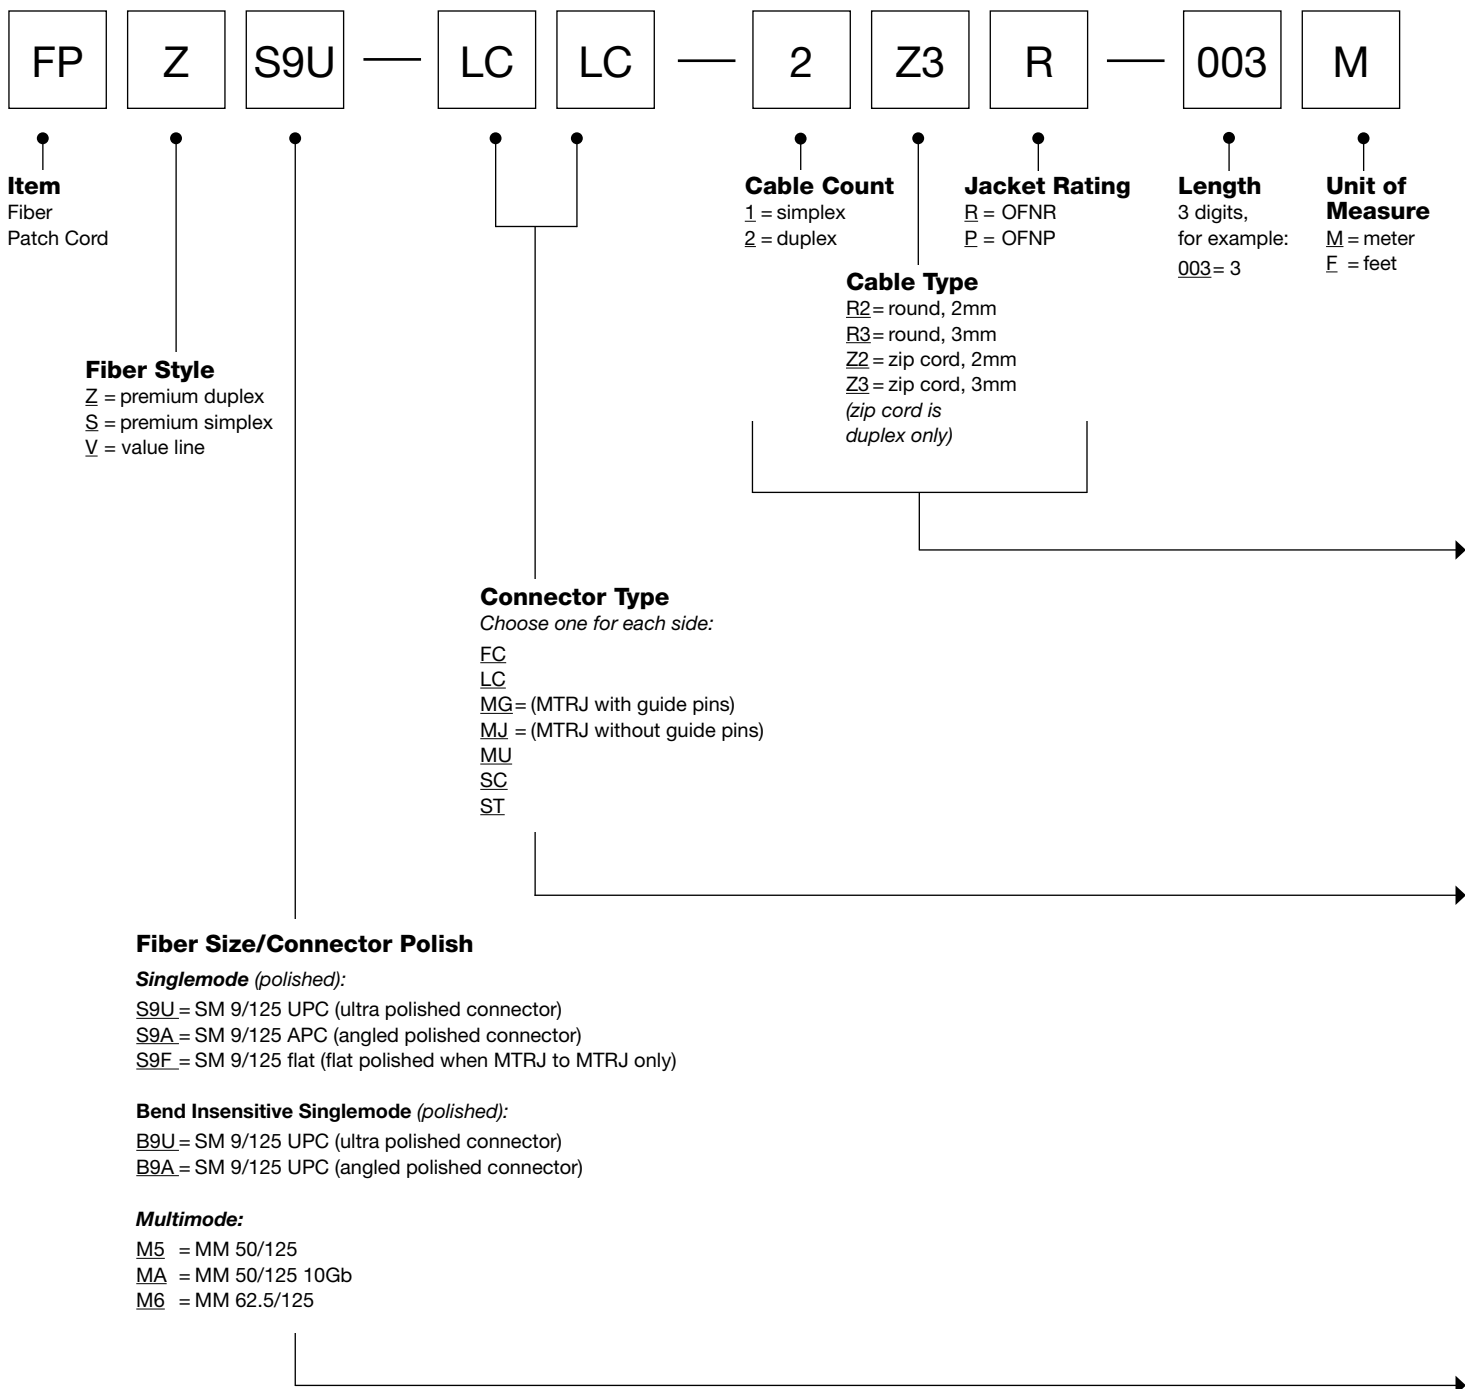 FP Z S9U — LC LC — 2 Z3 R — 003 M
Item
Fiber
Patch Cord
Fiber Style
Z = premium duplex
S = premium simplex
V = value line
Cable Count
1 = simplex
2 = duplex
Jacket Rating
R = OFNR
P = OFNP
Length
3 digits,
for example:
003= 3
Unit of
Measure
M = meter
F = feet
Cable Type
R2 = round, 2mm
R3 = round, 3mm
Z2 = zip cord, 2mm
Z3 = zip cord, 3mm
(zip cord is
duplex only)
Connector Type
Choose one for each side:
FC
LC
MG= (MTRJ with guide pins)
MJ = (MTRJ without guide pins)
MU
SC
ST
Fiber Size/Connector Polish
Singlemode (polished):
S9U = SM 9/125 UPC (ultra polished connector)
S9A = SM 9/125 APC (angled polished connector)
S9F = SM 9/125 flat (flat polished when MTRJ to MTRJ only)
Bend Insensitive Singlemode (polished):
B9U = SM 9/125 UPC (ultra polished connector)
B9A = SM 9/125 UPC (angled polished connector)
Multimode:
M5 = MM 50/125
MA = MM 50/125 10Gb
M6 = MM 62.5/125